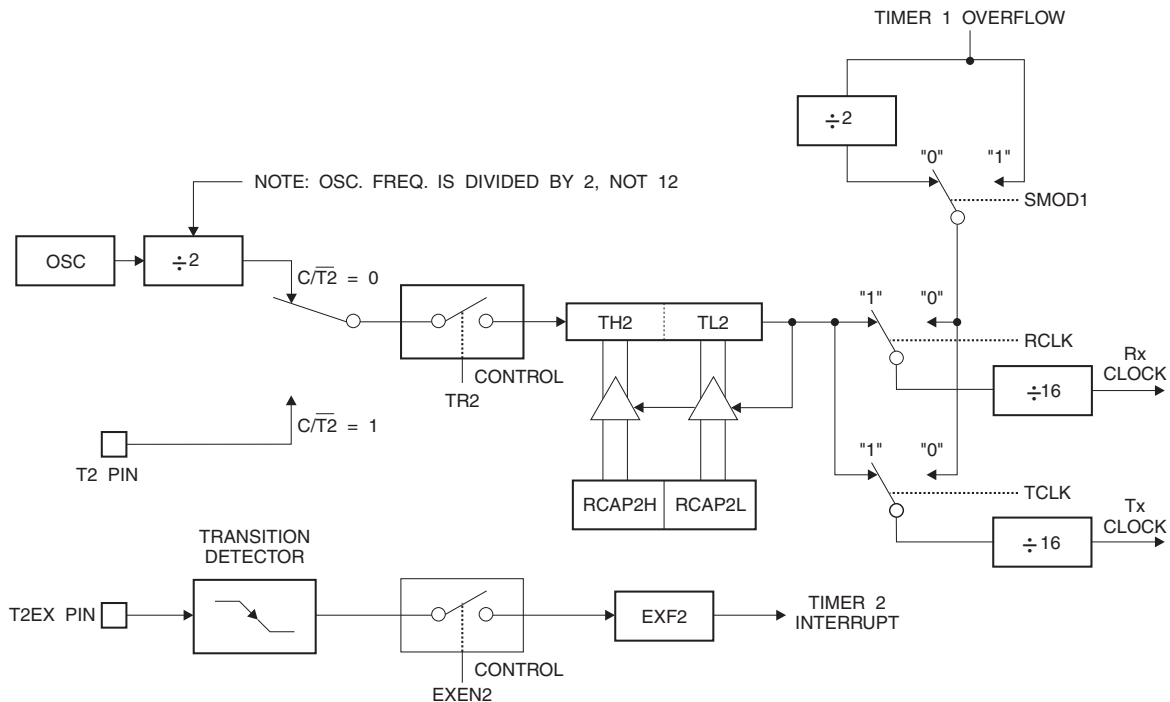 TIMER 1 OVERFLOW
÷2
"0" "1"
NOTE: OSC. FREQ. IS DIVIDED BY 2, NOT 12
SMOD1
OSC
÷2
C/T̅2̅ = 0
"1" "0"
TH2 TL2
RCLK
CONTROL
TR2
Rx
CLOCK
÷16
C/T̅2̅ = 1
T2 PIN
"1" "0"
RCAP2H RCAP2L
TCLK
Tx
CLOCK
÷16
TRANSITION
DETECTOR
T2EX PIN
EXF2
TIMER 2
INTERRUPT
CONTROL
EXEN2